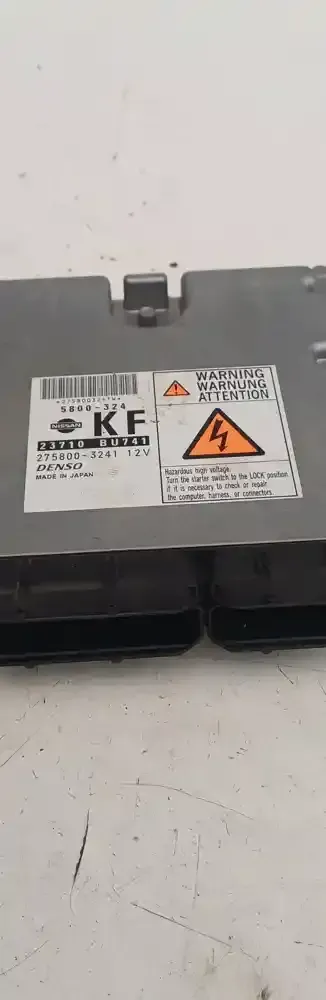 *2758003241W*
5800-324
NISSAN KF
23710 BU741
275800-3241 12V
DENSO
MADE IN JAPAN
WARNING
WARNUNG
ATTENTION
Hazardous high voltage.
Turn the starter switch to the LOCK position
if it is necessary to check or repair
the computer, harness, or connectors.